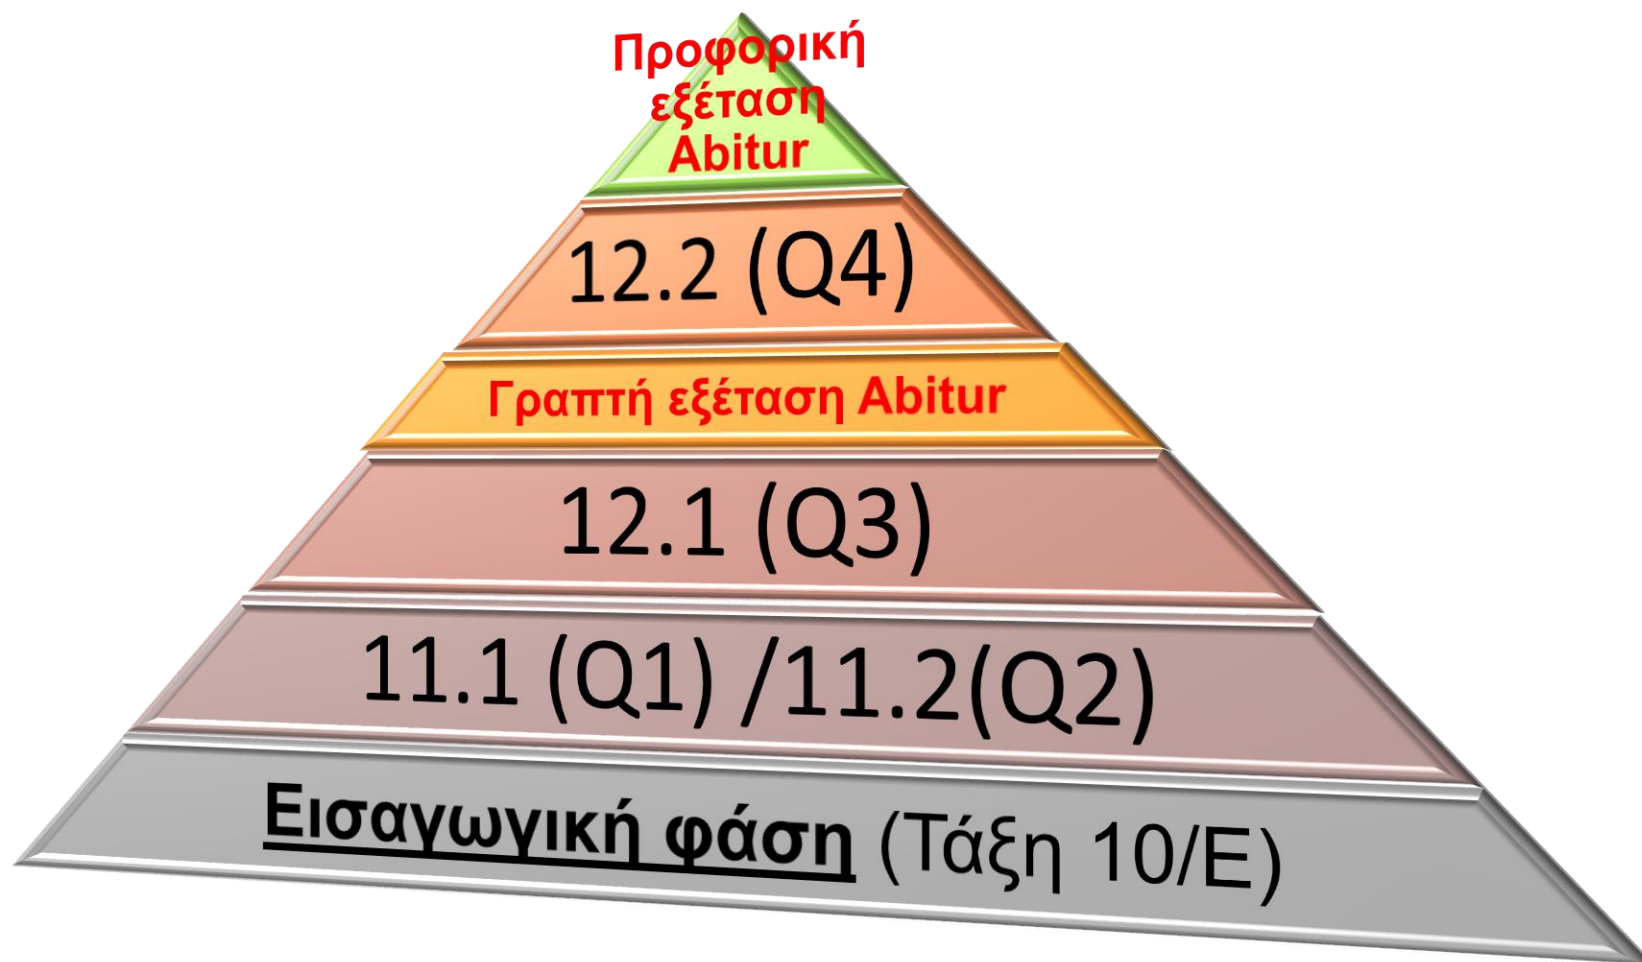 Προφορική
εξέταση
Abitur
12.2 (Q4)
Γραπτή εξέταση Abitur
12.1 (Q3)
11.1 (Q1) /11.2(Q2)
Εισαγωγική φάση (Τάξη 10/E)